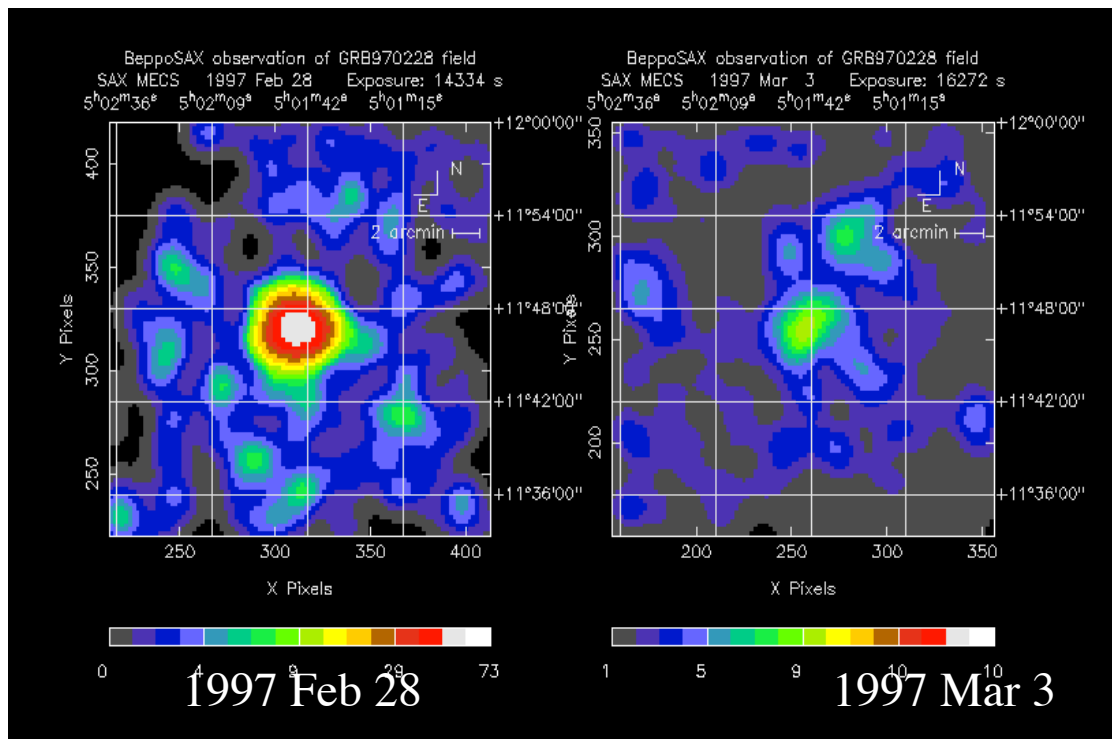 BeppoSAX observation of GRB970228 field
SAX MECS 1997 Feb 28 Exposure: 14334 s
5ʰ02ᵐ36ˢ 5ʰ02ᵐ09ˢ 5ʰ01ᵐ42ˢ 5ʰ01ᵐ15ˢ
+12°00'00"
+11°54'00"
+11°48'00"
+11°42'00"
+11°36'00"
N
E
2 arcmin
Y Pixels
400
350
300
250
250 300 350 400
X Pixels
0 4 9 29 73
1997 Feb 28
BeppoSAX observation of GRB970228 field
SAX MECS 1997 Mar 3 Exposure: 16272 s
5ʰ02ᵐ36ˢ 5ʰ02ᵐ09ˢ 5ʰ01ᵐ42ˢ 5ʰ01ᵐ15ˢ
+12°00'00"
+11°54'00"
+11°48'00"
+11°42'00"
+11°36'00"
N
E
2 arcmin
Y Pixels
350
300
250
200
200 250 300 350
X Pixels
1 5 9 10 10
1997 Mar 3